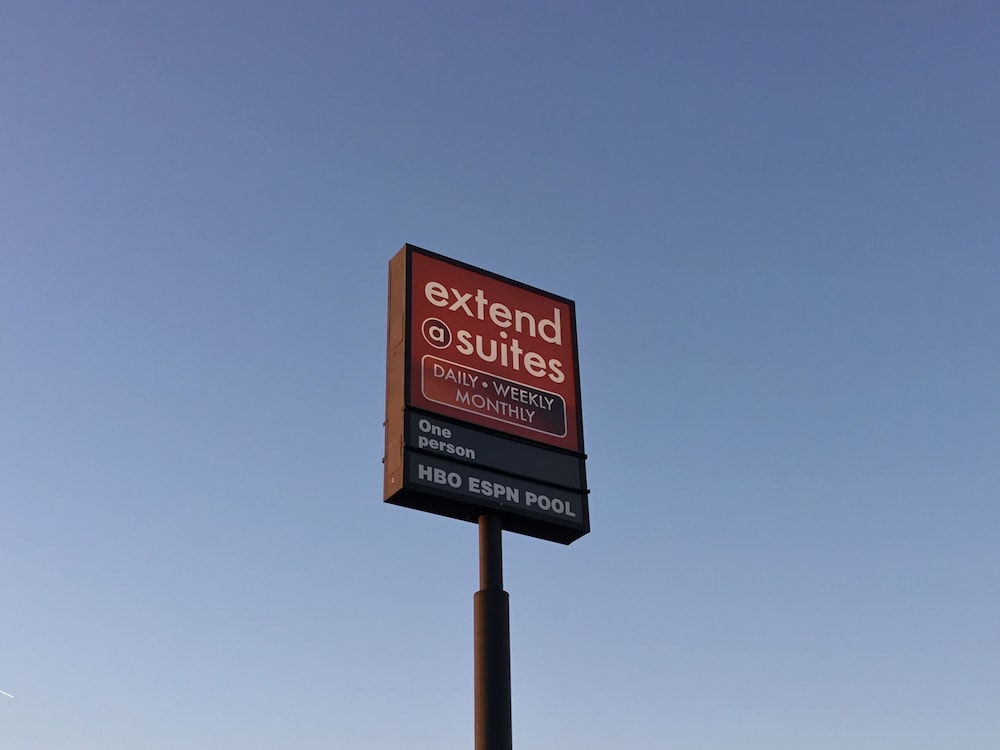 extend
a suites
DAILY • WEEKLY
MONTHLY
One
person
HBO ESPN POOL